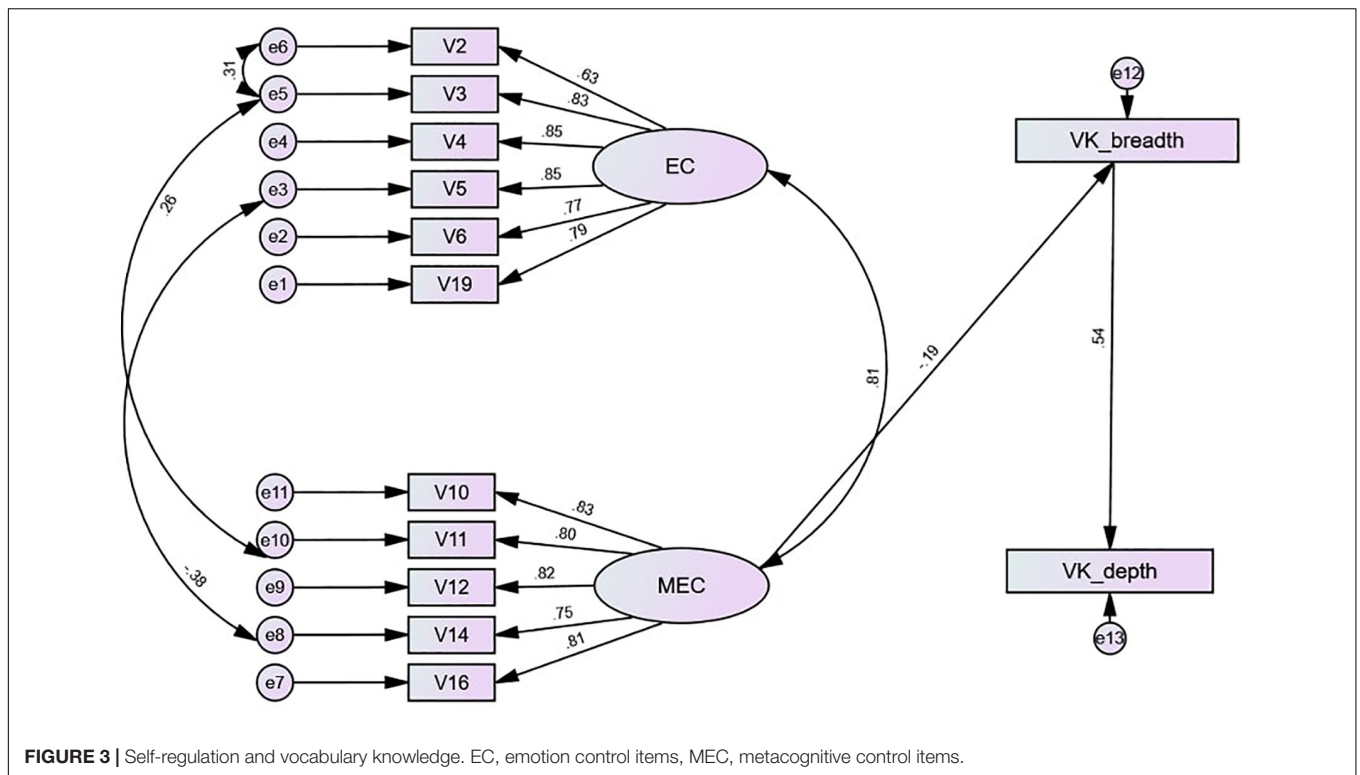 e6 V2
.31
.63
e5 V3
.83
e4 V4
.85
e3 V5
.85
e2 V6
.77
e1 V19
.79
EC
e12
VK_breadth
.26
-.19
.54
.81
e11 V10
.83
e10 V11
.80
e9 V12
.82
e8 V14
.75
e7 V16
.81
-.38
MEC
VK_depth
e13
FIGURE 3 | Self-regulation and vocabulary knowledge. EC, emotion control items, MEC, metacognitive control items.